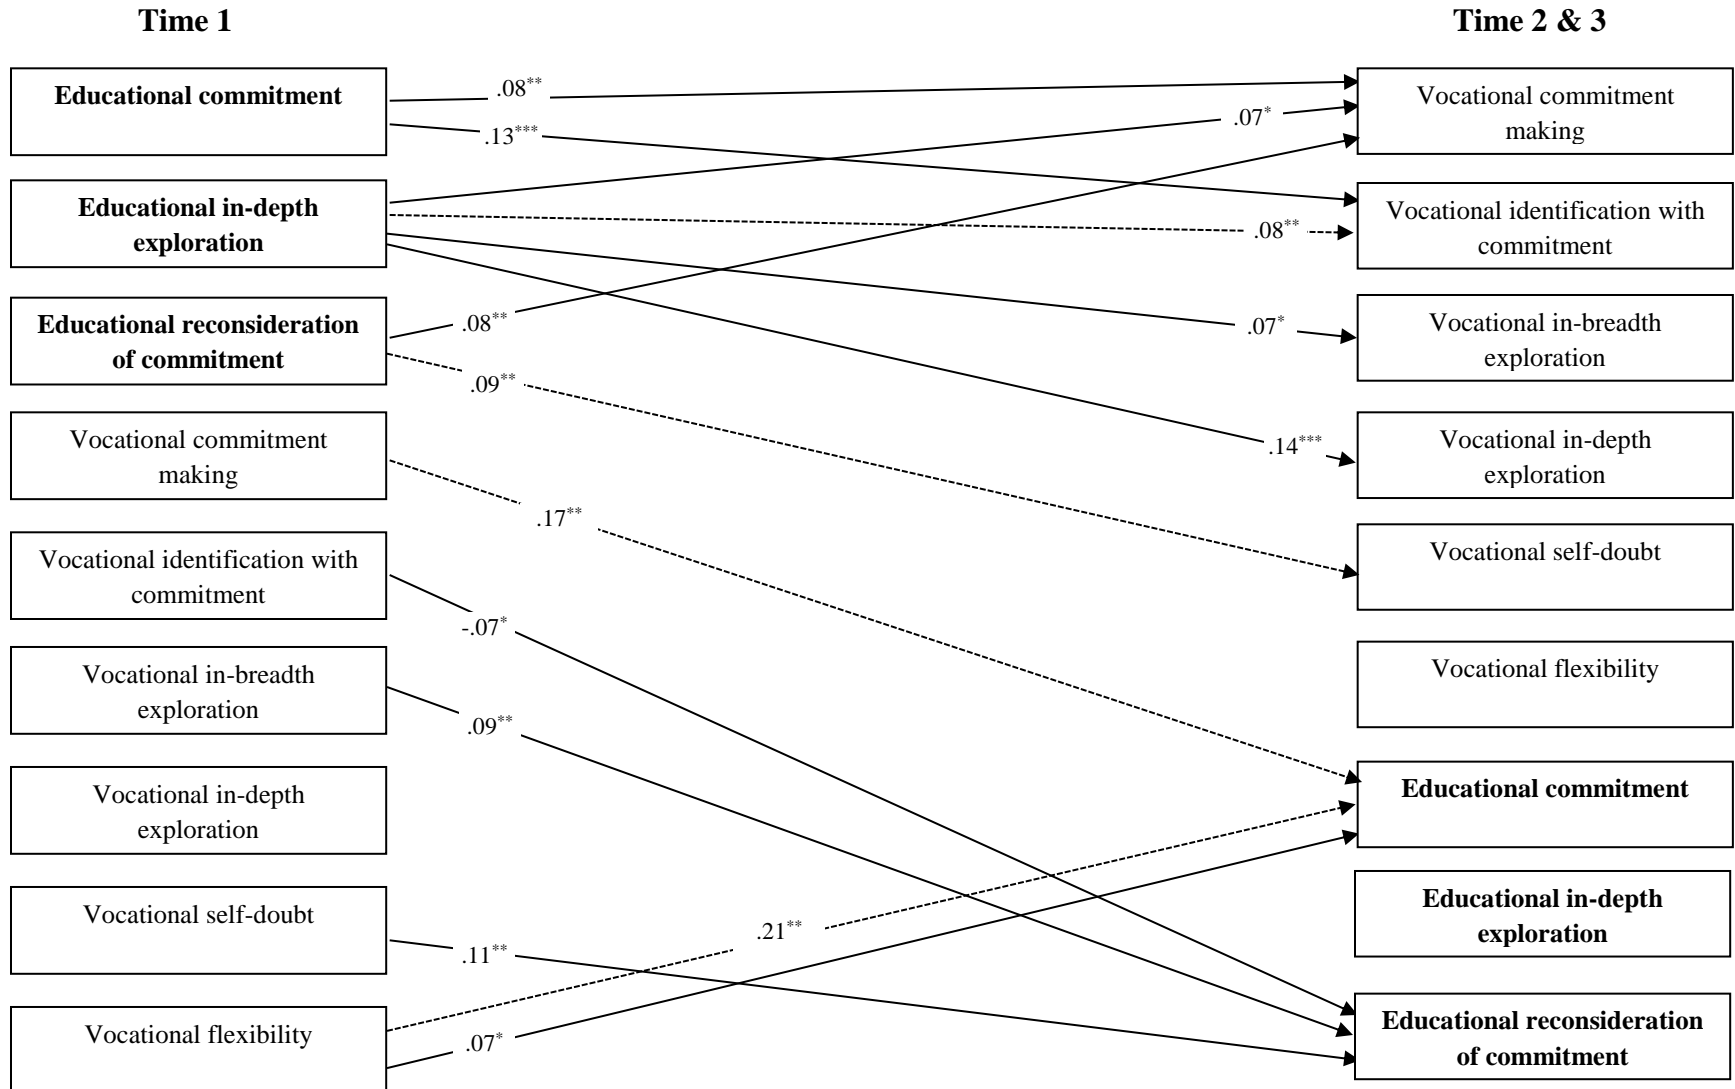 Time 1
Time 2 & 3
Educational commitment
Educational in-depth
exploration
Educational reconsideration
of commitment
Vocational commitment
making
Vocational identification with
commitment
Vocational in-breadth
exploration
Vocational in-depth
exploration
Vocational self-doubt
Vocational flexibility
.08**
.13***
.07*
.08**
.08**
.07*
.09**
.14***
.17**
-.07*
.09**
.21**
.11**
.07*
Vocational commitment
making
Vocational identification with
commitment
Vocational in-breadth
exploration
Vocational in-depth
exploration
Vocational self-doubt
Vocational flexibility
Educational commitment
Educational in-depth
exploration
Educational reconsideration
of commitment